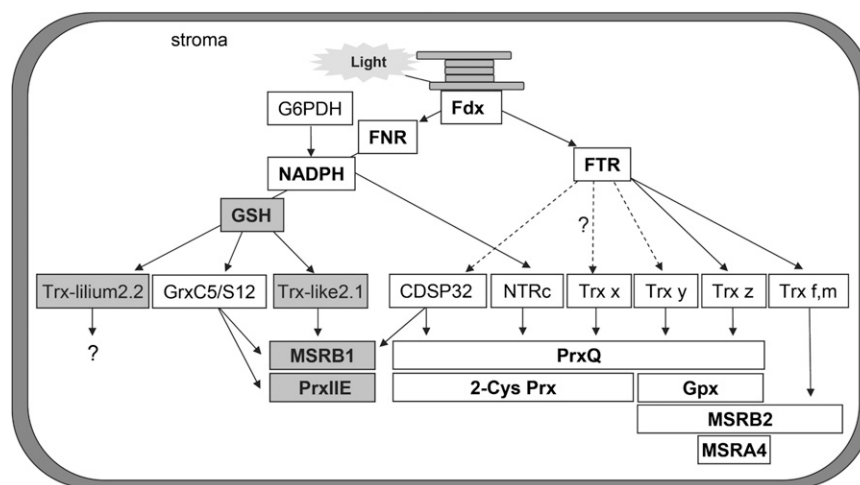 stroma
Light
G6PDH
Fdx
FNR
NADPH
FTR
GSH
?
Trx-lilium2.2
GrxC5/S12
Trx-like2.1
CDSP32
NTRc
Trx x
Trx y
Trx z
Trx f,m
?
MSRB1
PrxQ
PrxIIE
2-Cys Prx
Gpx
MSRB2
MSRA4